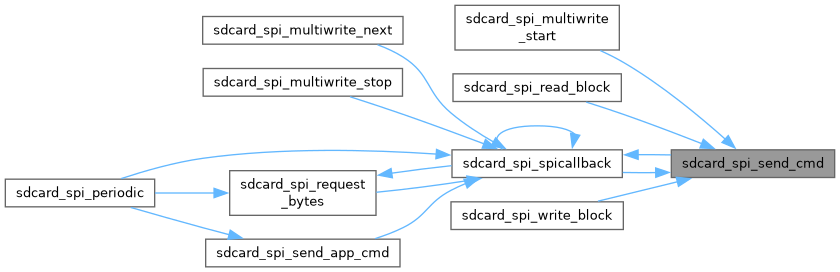 sdcard_spi_multiwrite_next
sdcard_spi_multiwrite
_start
sdcard_spi_multiwrite_stop
sdcard_spi_read_block
sdcard_spi_spicallback
sdcard_spi_send_cmd
sdcard_spi_periodic
sdcard_spi_request
_bytes
sdcard_spi_write_block
sdcard_spi_send_app_cmd